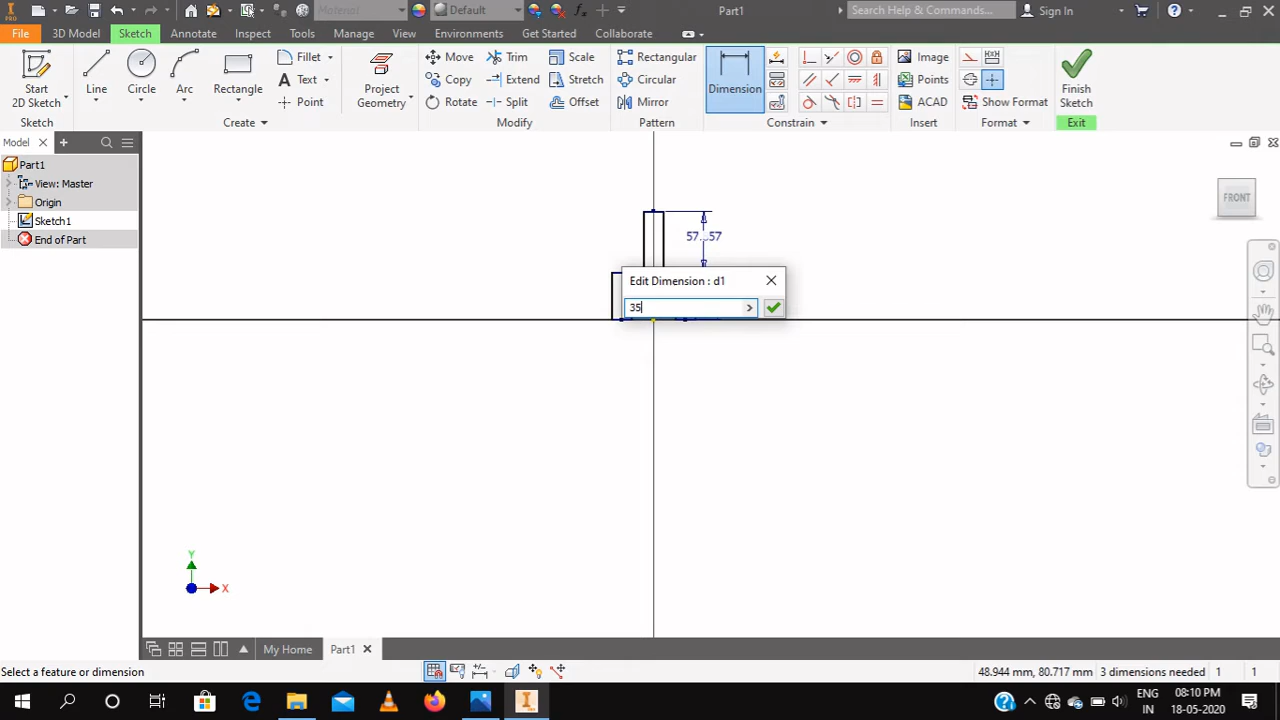 PRO
Material
Default
Part1
Search Help & Commands...
Sign In
File
3D Model
Sketch
Annotate
Inspect
Tools
Manage
View
Environments
Get Started
Collaborate
Start
2D Sketch
Line
Circle
Arc
Rectangle
Fillet
Text
Point
Project
Geometry
Move
Copy
Rotate
Trim
Extend
Split
Scale
Stretch
Offset
Rectangular
Circular
Mirror
Dimension
Image
Points
ACAD
Show Format
Finish
Sketch
Sketch
Create
Modify
Pattern
Constrain
Insert
Format
Exit
Model
Part1
View: Master
Origin
Sketch1
End of Part
FRONT
Edit Dimension : d1
35
Y
X
My Home
Part1
Select a feature or dimension
48.944 mm, 80.717 mm
3 dimensions needed
1
1
ENG
IN
08:10 PM
18-05-2020